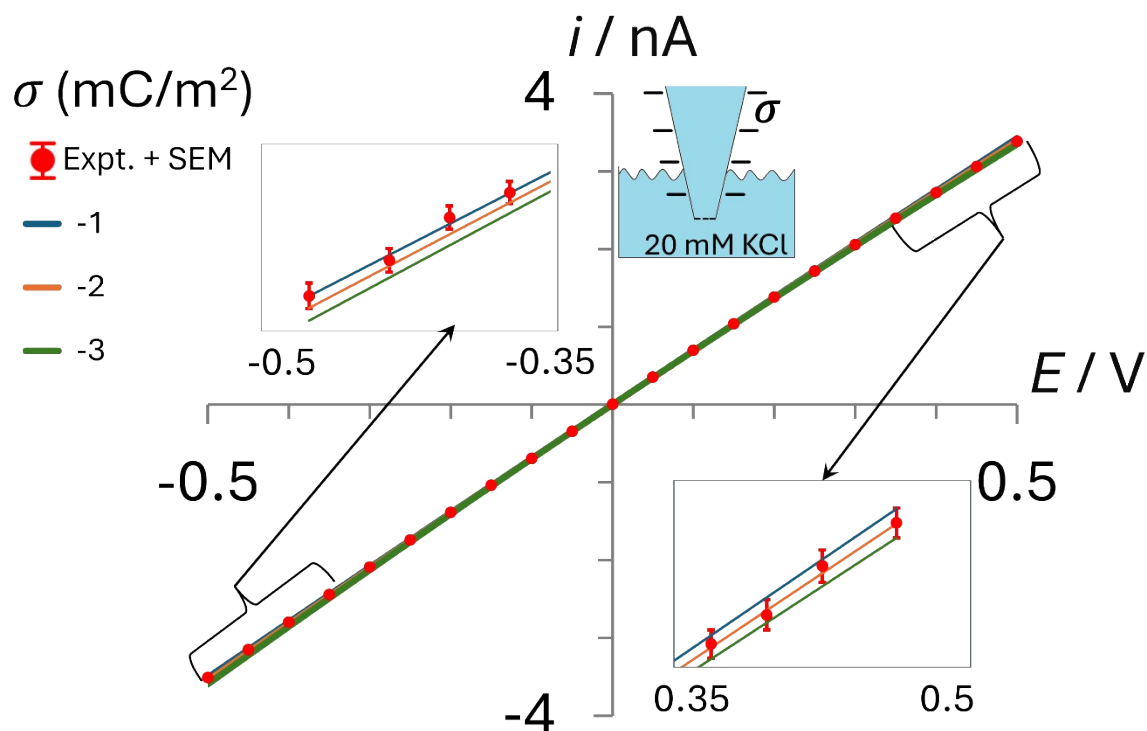 i / nA
σ (mC/m²)
4
σ
Expt. + SEM
-1
20 mM KCl
-2
-3
-0.5
-0.35
E / V
-0.5
0.5
0.35
0.5
-4